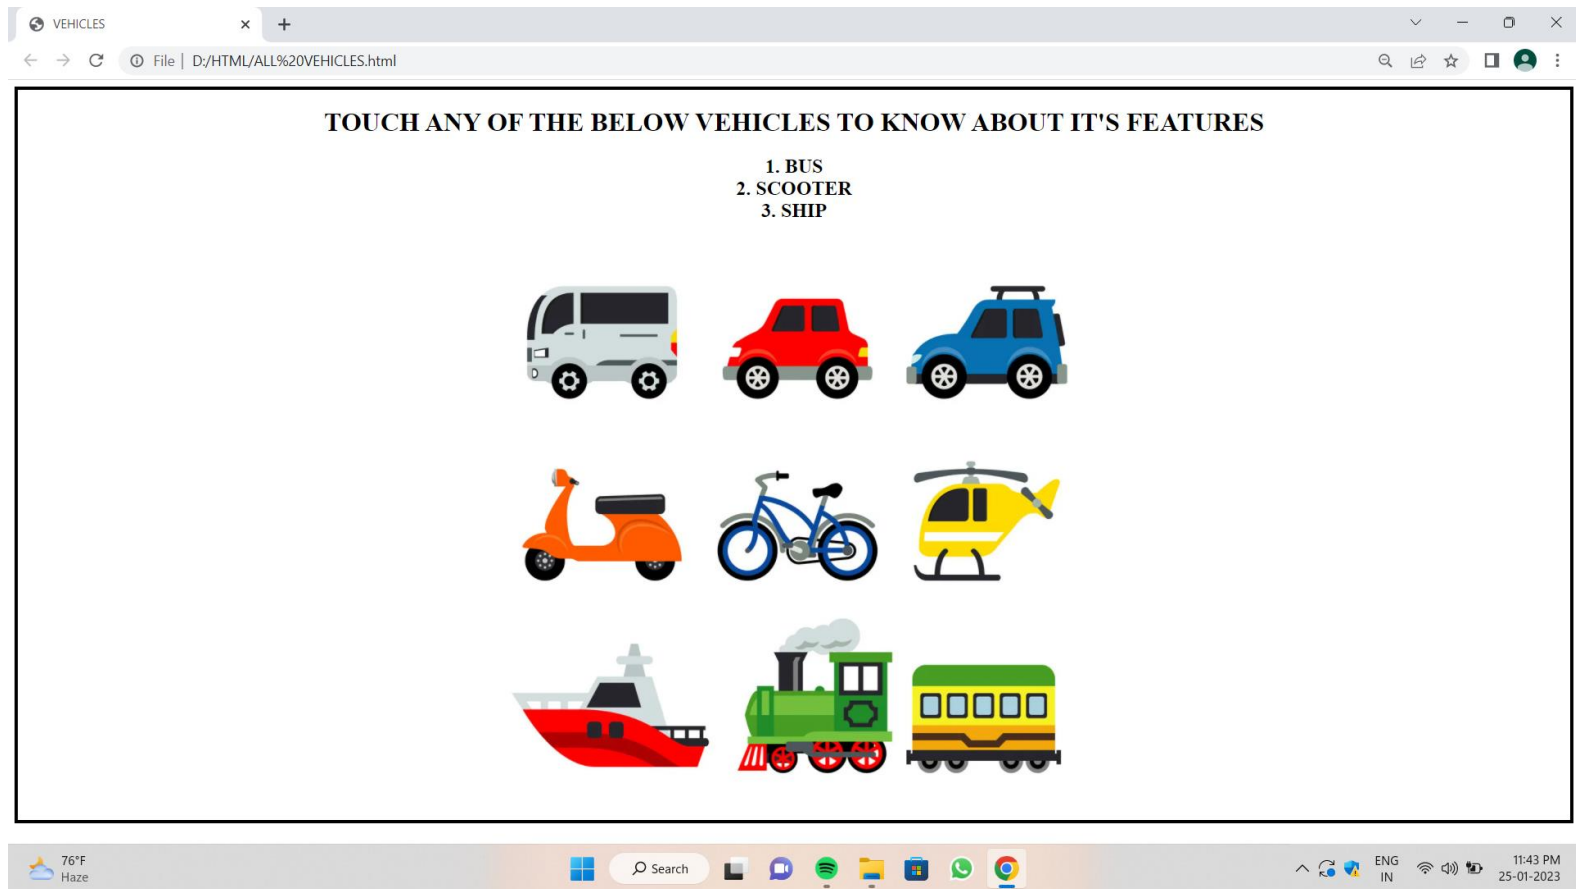 VEHICLES
File | D:/HTML/ALL%20VEHICLES.html
TOUCH ANY OF THE BELOW VEHICLES TO KNOW ABOUT IT'S FEATURES
1. BUS
2. SCOOTER
3. SHIP
76°F
Haze
Search
ENG
IN
11:43 PM
25-01-2023